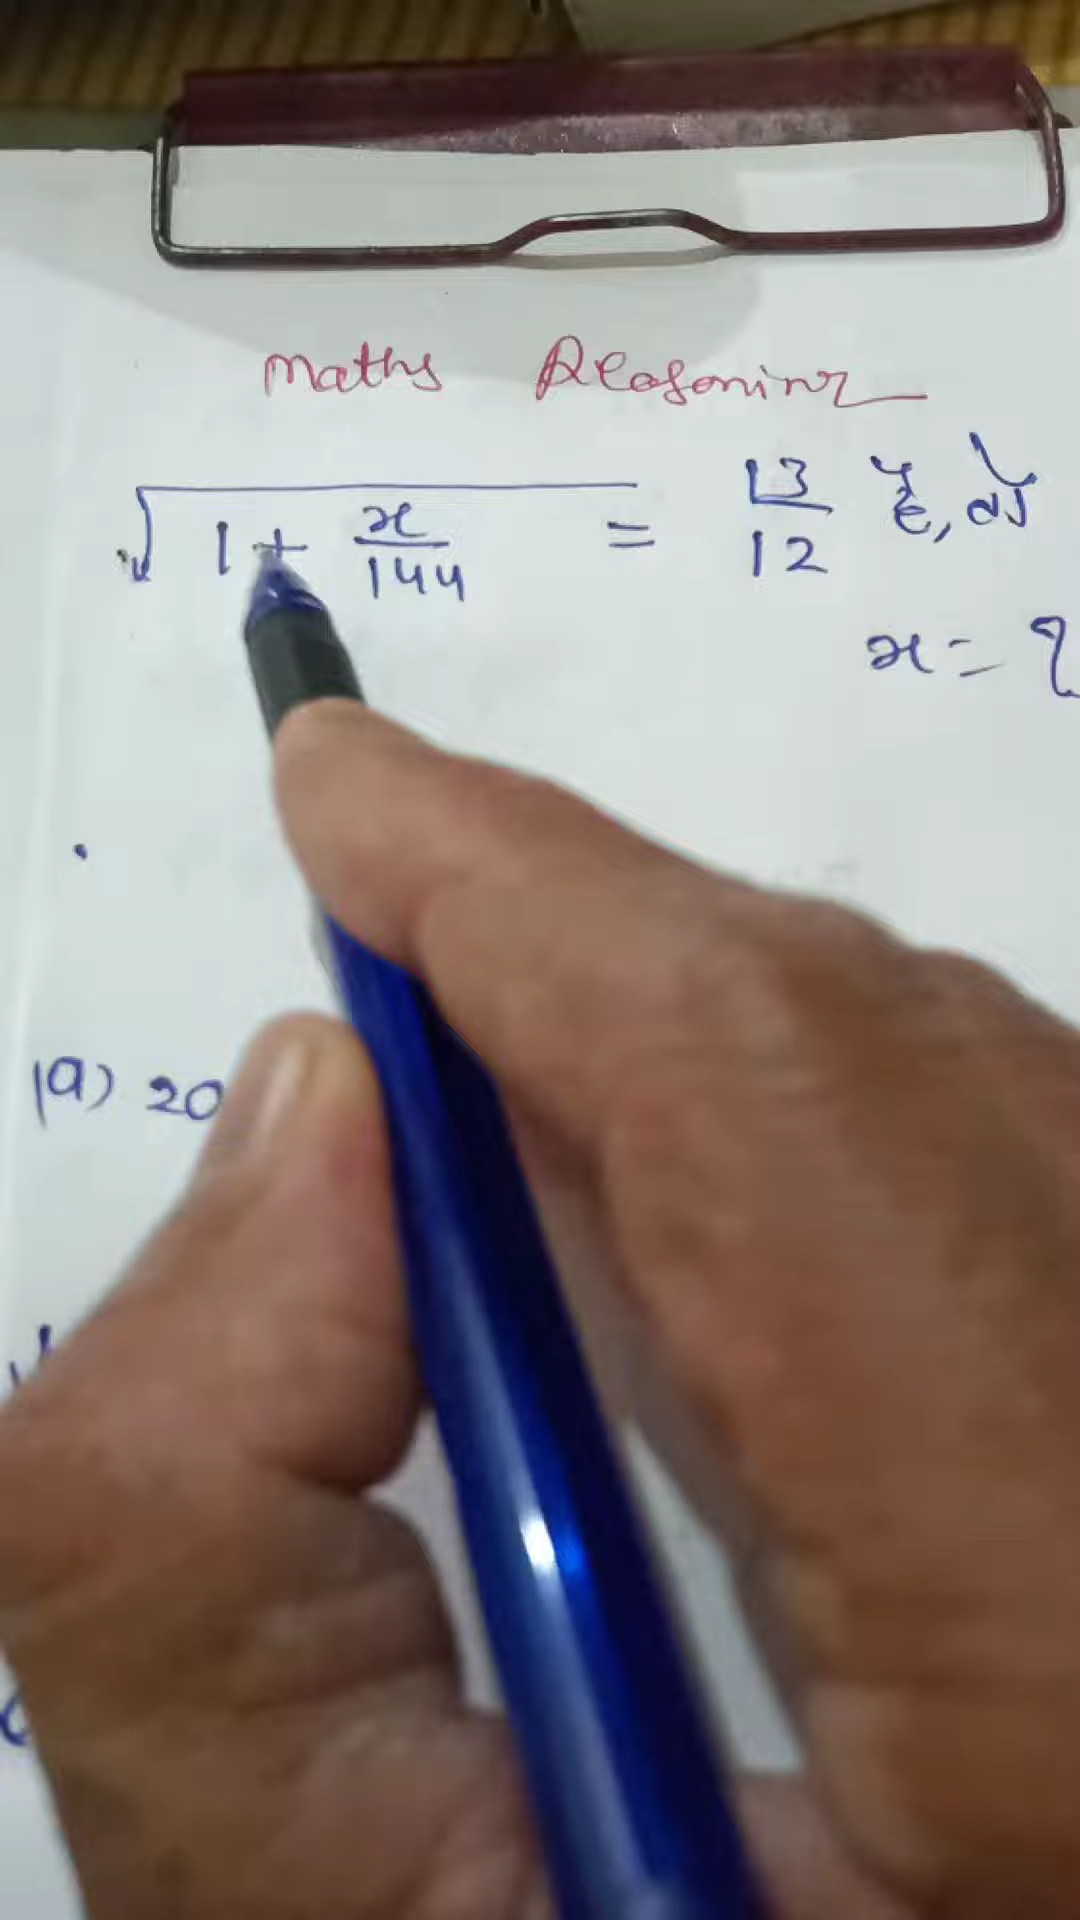 Maths Reasoning
√(1 + x/144) = 13/12 है, तो
x = ?
(a) 20